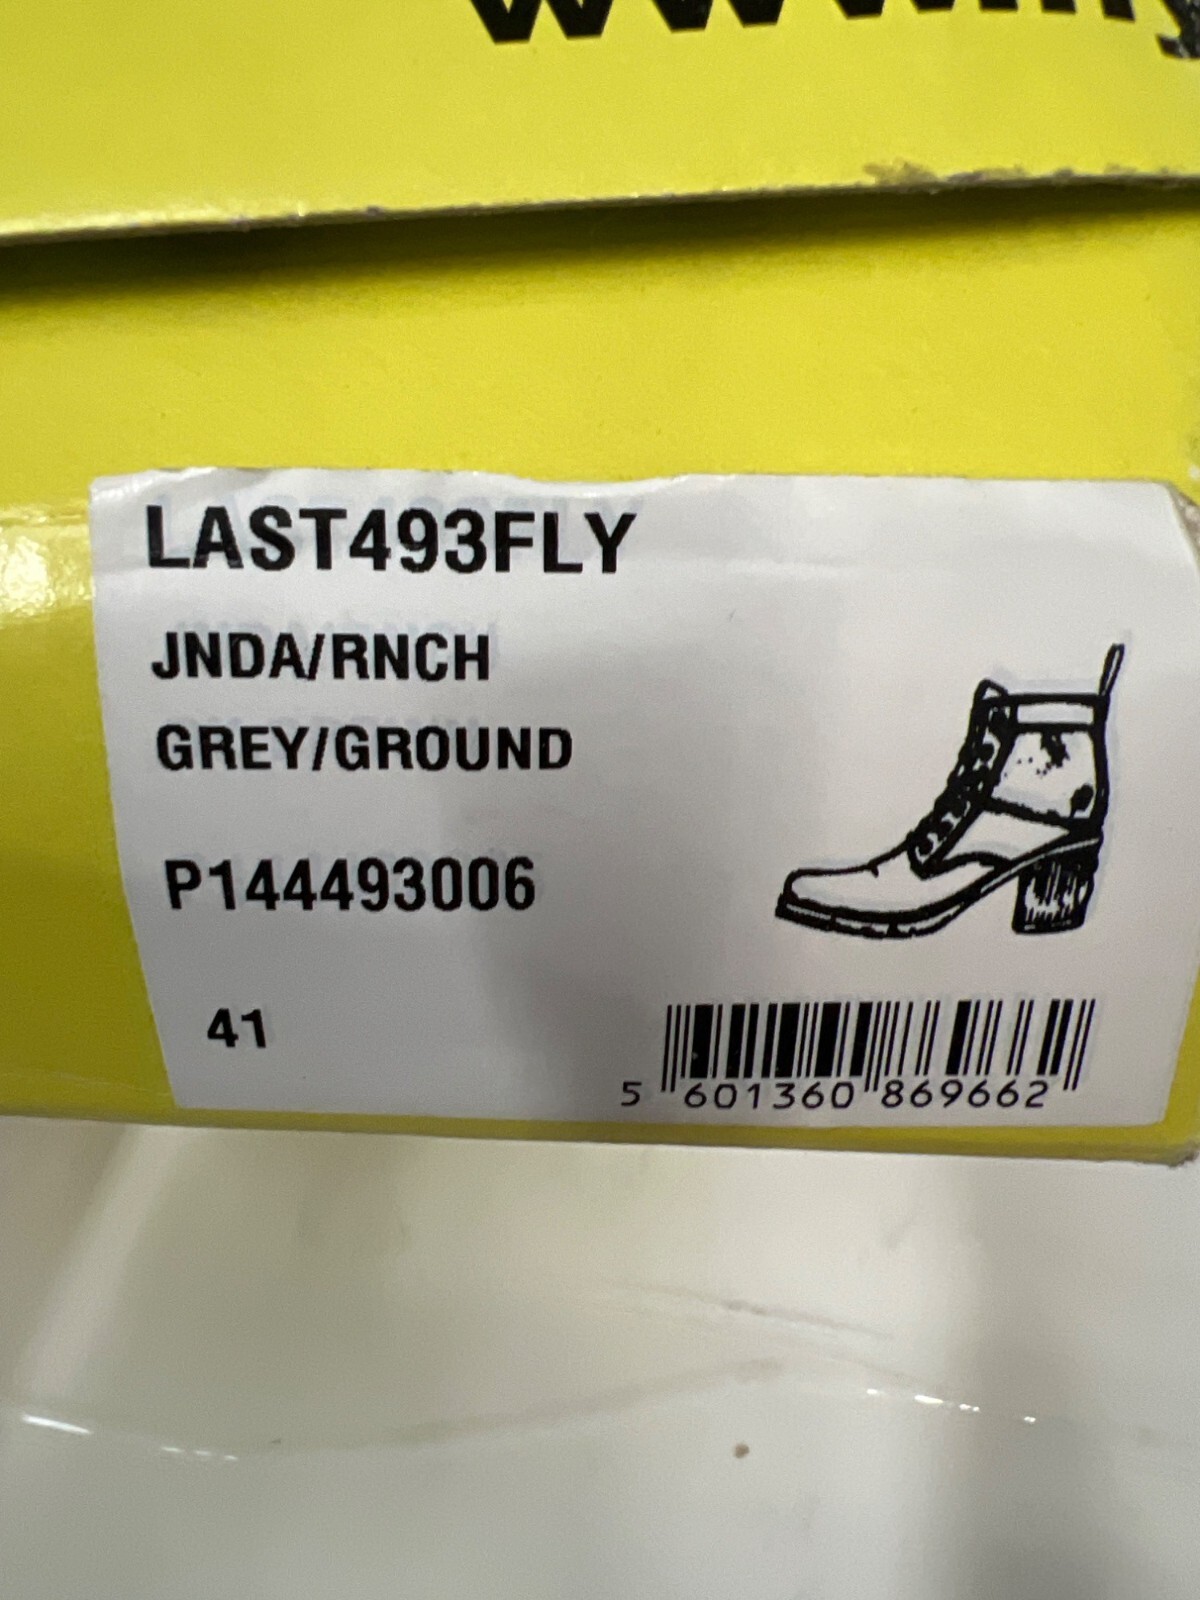 LAST493FLY
JNDA/RNCH
GREY/GROUND
P144493006
41
5 601360 869662